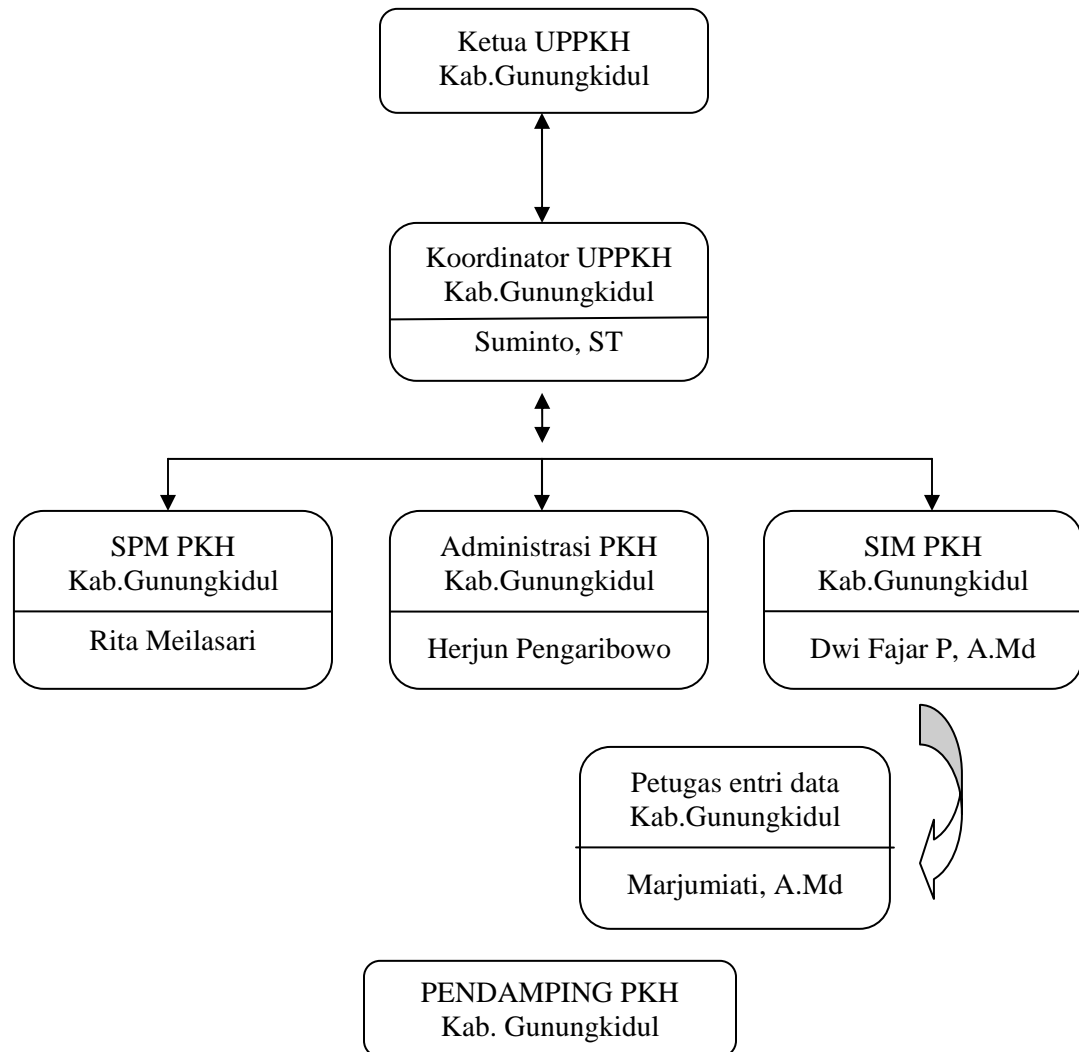 Ketua UPPKH
Kab.Gunungkidul
Koordinator UPPKH
Kab.Gunungkidul
Suminto, ST
SPM PKH
Kab.Gunungkidul
Rita Meilasari
Administrasi PKH
Kab.Gunungkidul
Herjun Pengaribowo
SIM PKH
Kab.Gunungkidul
Dwi Fajar P, A.Md
Petugas entri data
Kab.Gunungkidul
Marjumiati, A.Md
PENDAMPING PKH
Kab. Gunungkidul